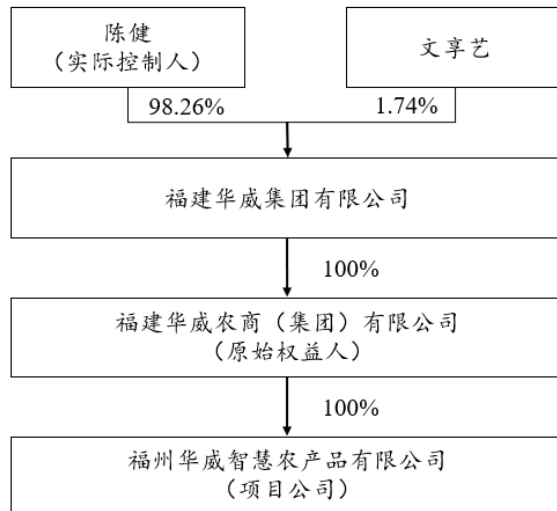 陈健
（实际控制人）
文享艺
98.26%
1.74%
福建华威集团有限公司
100%
福建华威农商（集团）有限公司
（原始权益人）
100%
福州华威智慧农产品有限公司
（项目公司）